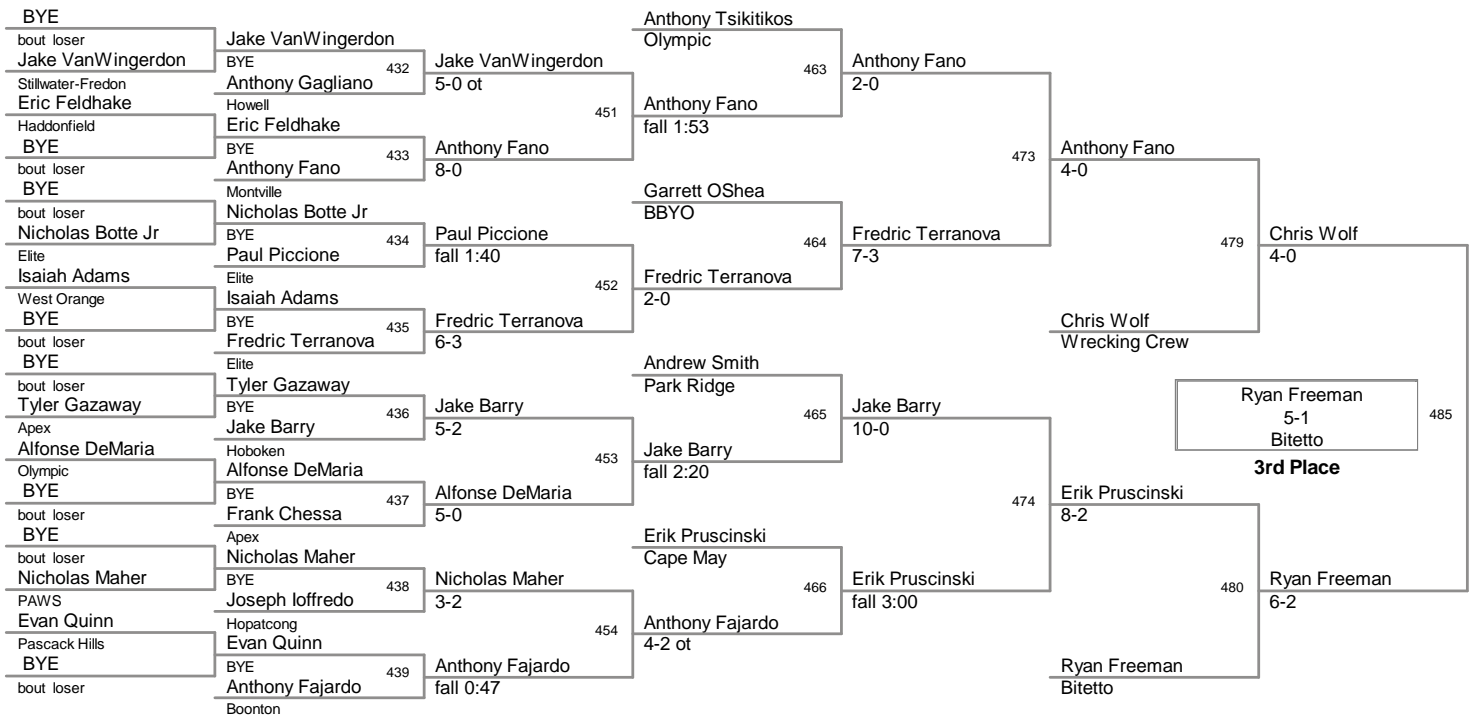 BYE
bout loser
Jake VanWingerdon
Stillwater-Fredon
Eric Feldhake
Haddonfield
BYE
bout loser
BYE
bout loser
Nicholas Botte Jr
Elite
Isaiah Adams
West Orange
BYE
bout loser
BYE
bout loser
Tyler Gazaway
Apex
Alfonse DeMaria
Olympic
BYE
bout loser
BYE
bout loser
Nicholas Maher
PAWS
Evan Quinn
Pascack Hills
BYE
bout loser
Jake VanWingerdon
BYE
432
Anthony Gagliano
Howell
Eric Feldhake
BYE
433
Anthony Fano
Montville
Nicholas Botte Jr
BYE
434
Paul Piccione
Elite
Isaiah Adams
BYE
435
Fredric Terranova
Elite
Tyler Gazaway
BYE
436
Jake Barry
Hoboken
Alfonse DeMaria
BYE
437
Frank Chessa
Apex
Nicholas Maher
BYE
438
Joseph Ioffredo
Hopatcong
Evan Quinn
BYE
439
Anthony Fajardo
Boonton
Jake VanWingerdon
5-0 ot
451
Anthony Fano
8-0
Paul Piccione
fall 1:40
452
Fredric Terranova
6-3
Jake Barry
5-2
453
Alfonse DeMaria
5-0
Nicholas Maher
3-2
454
Anthony Fajardo
fall 0:47
Anthony Tsikitikos
Olympic
463
Anthony Fano
fall 1:53
Garrett OShea
BBYO
464
Fredric Terranova
2-0
Andrew Smith
Park Ridge
465
Jake Barry
fall 2:20
Erik Pruscinski
Cape May
466
Anthony Fajardo
4-2 ot
Anthony Fano
2-0
473
Fredric Terranova
7-3
Jake Barry
10-0
474
Erik Pruscinski
fall 3:00
Anthony Fano
4-0
479
Chris Wolf
Wrecking Crew
Erik Pruscinski
8-2
480
Ryan Freeman
Bitetto
Chris Wolf
4-0
Ryan Freeman
5-1
Bitetto
485
3rd Place
Ryan Freeman
6-2